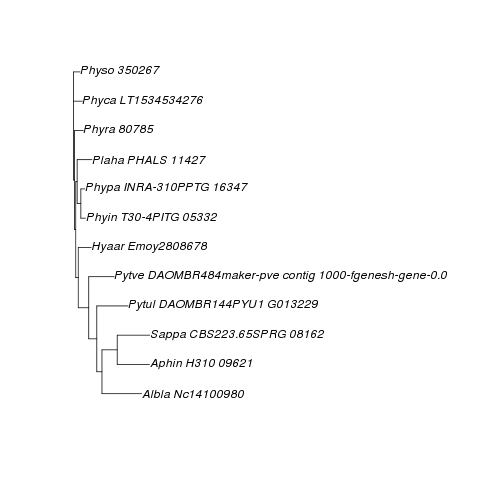 Physo 350267
Phyca LT1534534276
Phyra 80785
Plaha PHALS 11427
Phypa INRA-310PPTG 16347
Phyin T30-4PITG 05332
Hyaar Emoy2808678
Pytve DAOMBR484maker-pve contig 1000-fgenesh-gene-0.0
Pytul DAOMBR144PYU1 G013229
Sappa CBS223.65SPRG 08162
Aphin H310 09621
Albla Nc14100980